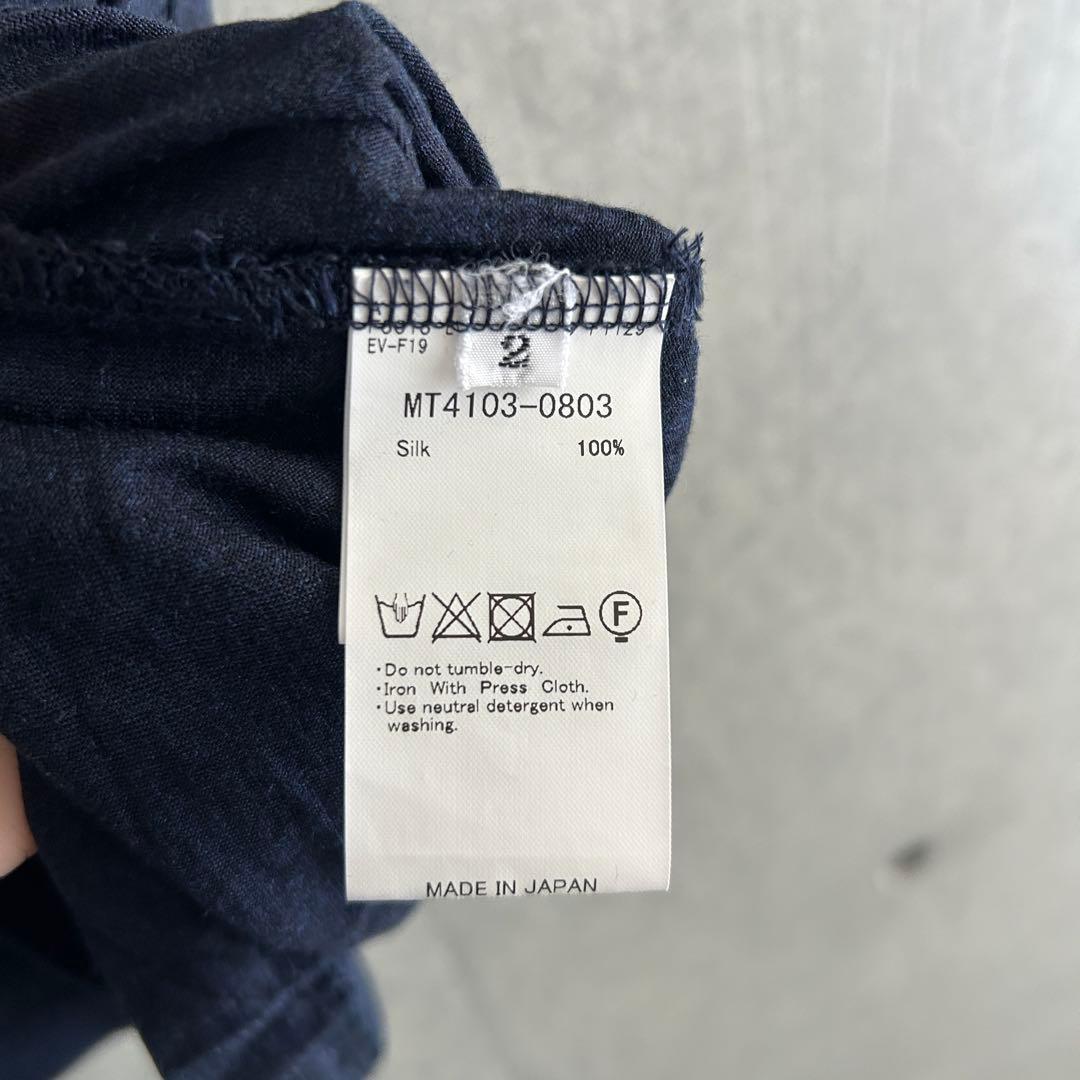 EV-F19
2
MT4103-0803
Silk 100%
F
・Do not tumble-dry.
・Iron With Press Cloth.
・Use neutral detergent when
washing.
MADE IN JAPAN